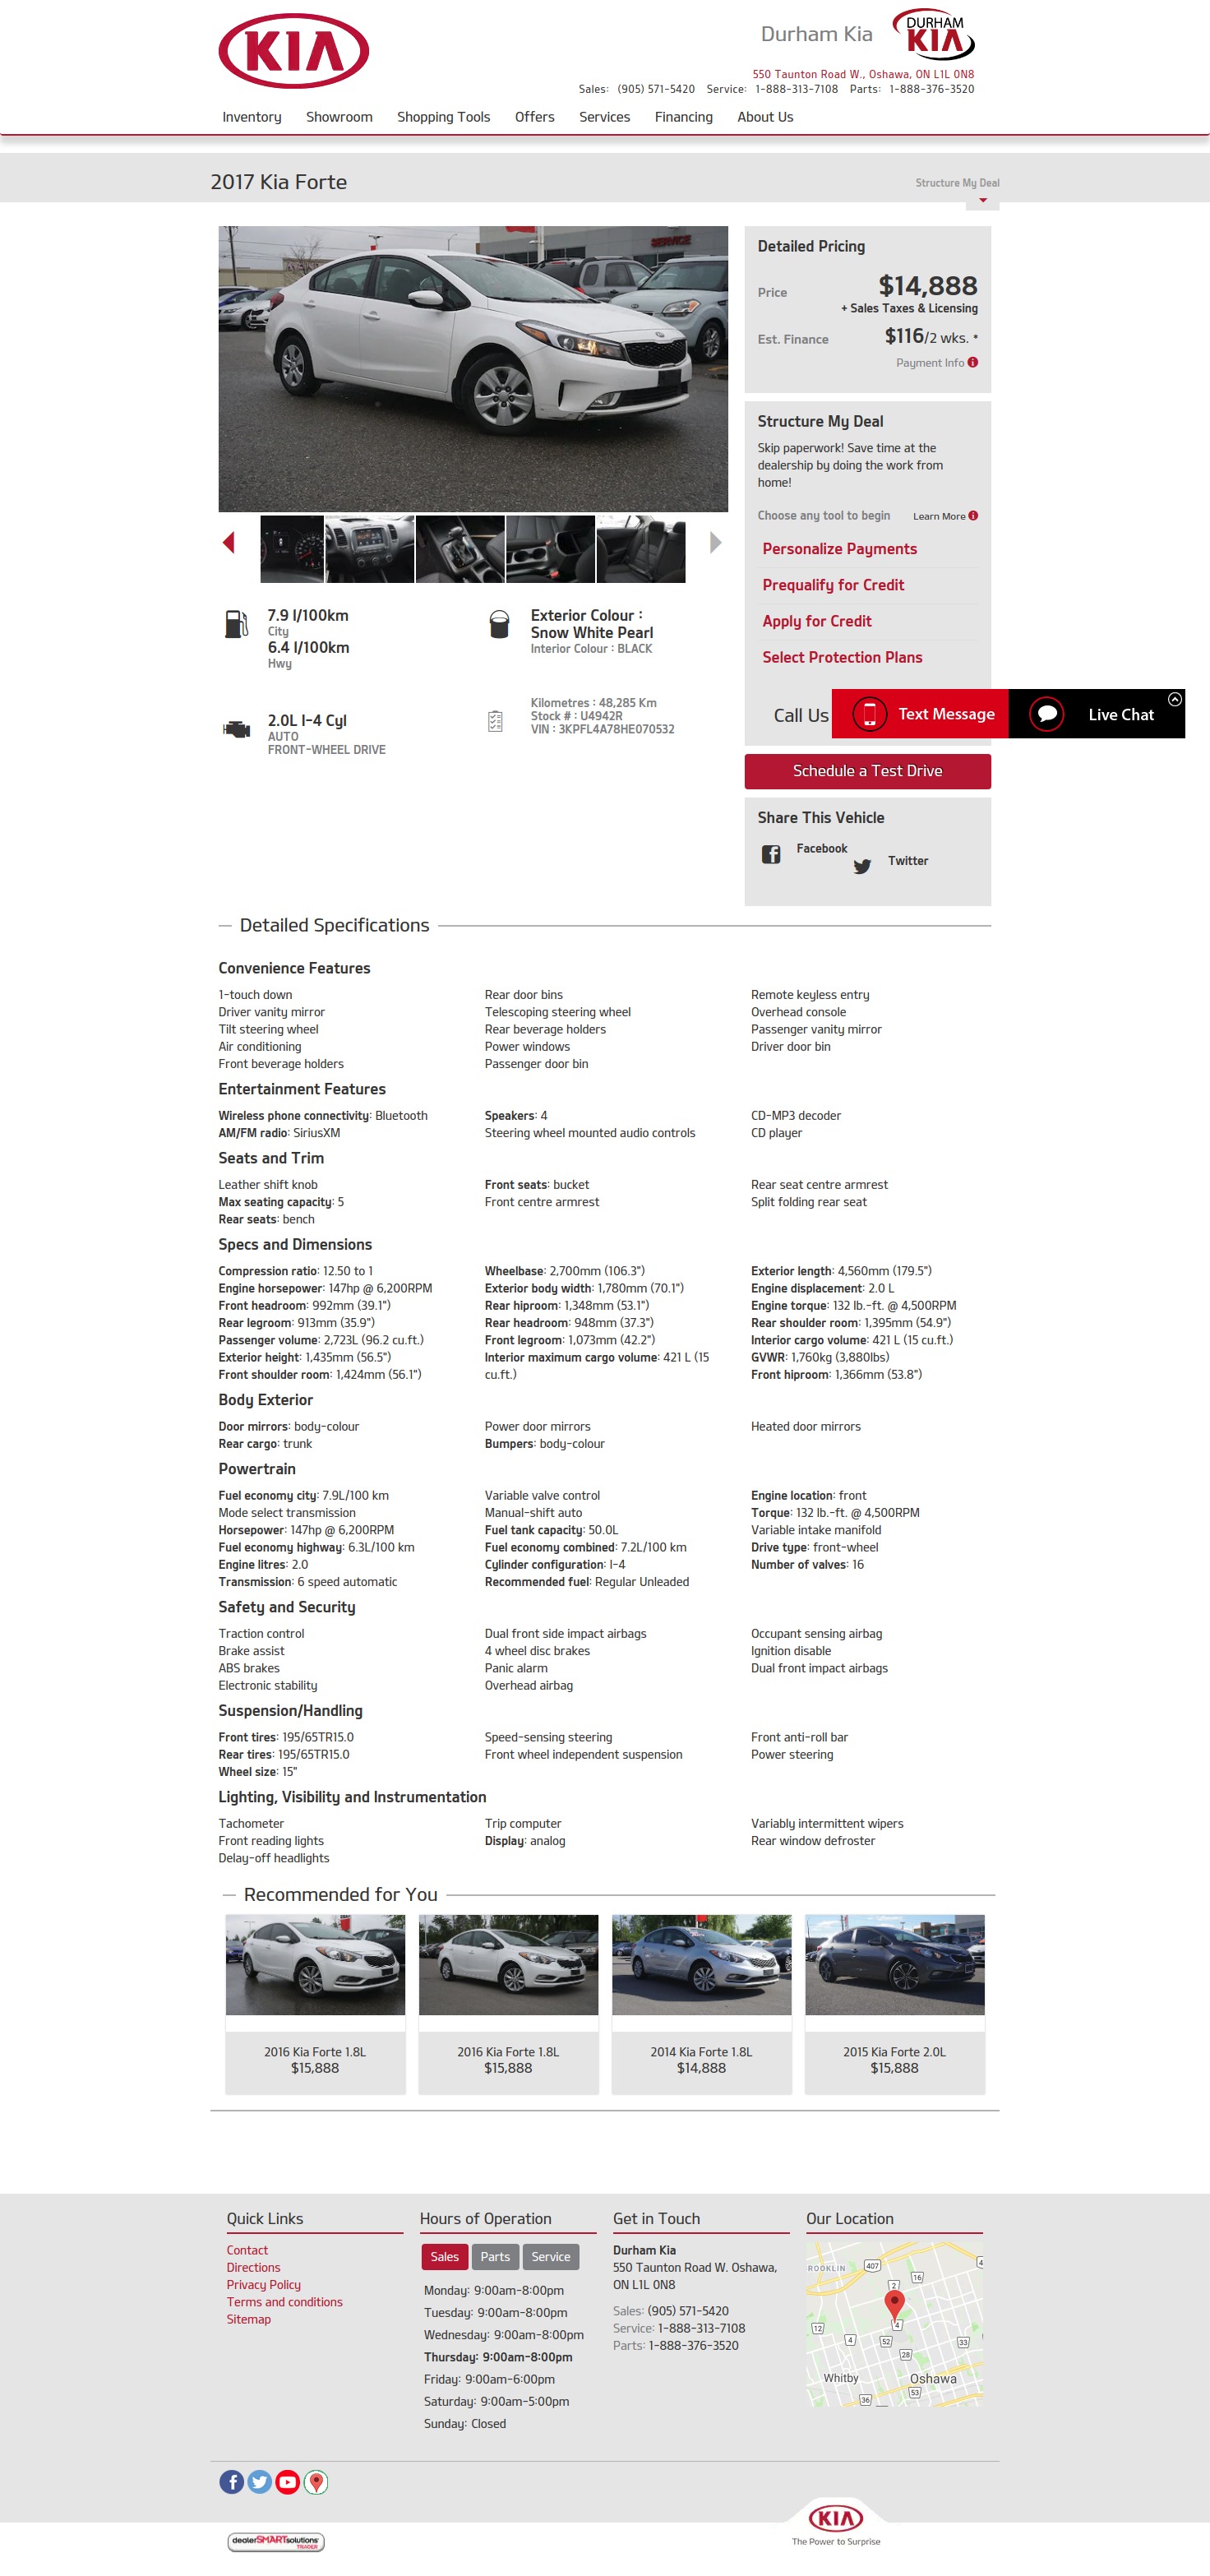 KIA
Durham Kia
DURHAM
KIA
550 Taunton Road W., Oshawa, ON L1L 0N8
Sales: (905) 571-5420 Service: 1-888-313-7108 Parts: 1-888-376-3520
Inventory Showroom Shopping Tools Offers Services Financing About Us
2017 Kia Forte
Structure My Deal
SERVICE
Detailed Pricing
Price $14,888
+ Sales Taxes & Licensing
Est. Finance $116/2 wks. *
Payment Info
Structure My Deal
Skip paperwork! Save time at the
dealership by doing the work from
home!
Choose any tool to begin Learn More
Personalize Payments
Prequalify for Credit
Apply for Credit
Select Protection Plans
Call Us
Text Message
Live Chat
Schedule a Test Drive
Share This Vehicle
Facebook
Twitter
7.9 l/100km
City
6.4 l/100km
Hwy
Exterior Colour :
Snow White Pearl
Interior Colour : BLACK
2.0L I-4 Cyl
AUTO
FRONT-WHEEL DRIVE
Kilometres : 48,285 Km
Stock # : U4942R
VIN : 3KPFL4A78HE070532
Detailed Specifications
Convenience Features
1-touch down Rear door bins Remote keyless entry
Driver vanity mirror Telescoping steering wheel Overhead console
Tilt steering wheel Rear beverage holders Passenger vanity mirror
Air conditioning Power windows Driver door bin
Front beverage holders Passenger door bin
Entertainment Features
Wireless phone connectivity: Bluetooth Speakers: 4 CD-MP3 decoder
AM/FM radio: SiriusXM Steering wheel mounted audio controls CD player
Seats and Trim
Leather shift knob Front seats: bucket Rear seat centre armrest
Max seating capacity: 5 Front centre armrest Split folding rear seat
Rear seats: bench
Specs and Dimensions
Compression ratio: 12.50 to 1 Wheelbase: 2,700mm (106.3") Exterior length: 4,560mm (179.5")
Engine horsepower: 147hp @ 6,200RPM Exterior body width: 1,780mm (70.1") Engine displacement: 2.0 L
Front headroom: 992mm (39.1") Rear hiproom: 1,348mm (53.1") Engine torque: 132 lb.-ft. @ 4,500RPM
Rear legroom: 913mm (35.9") Rear headroom: 948mm (37.3") Rear shoulder room: 1,395mm (54.9")
Passenger volume: 2,723L (96.2 cu.ft.) Front legroom: 1,073mm (42.2") Interior cargo volume: 421 L (15 cu.ft.)
Exterior height: 1,435mm (56.5") Interior maximum cargo volume: 421 L (15 GVWR: 1,760kg (3,880lbs)
Front shoulder room: 1,424mm (56.1") cu.ft.) Front hiproom: 1,366mm (53.8")
Body Exterior
Door mirrors: body-colour Power door mirrors Heated door mirrors
Rear cargo: trunk Bumpers: body-colour
Powertrain
Fuel economy city: 7.9L/100 km Variable valve control Engine location: front
Mode select transmission Manual-shift auto Torque: 132 lb.-ft. @ 4,500RPM
Horsepower: 147hp @ 6,200RPM Fuel tank capacity: 50.0L Variable intake manifold
Fuel economy highway: 6.3L/100 km Fuel economy combined: 7.2L/100 km Drive type: front-wheel
Engine litres: 2.0 Cylinder configuration: I-4 Number of valves: 16
Transmission: 6 speed automatic Recommended fuel: Regular Unleaded
Safety and Security
Traction control Dual front side impact airbags Occupant sensing airbag
Brake assist 4 wheel disc brakes Ignition disable
ABS brakes Panic alarm Dual front impact airbags
Electronic stability Overhead airbag
Suspension/Handling
Front tires: 195/65TR15.0 Speed-sensing steering Front anti-roll bar
Rear tires: 195/65TR15.0 Front wheel independent suspension Power steering
Wheel size: 15"
Lighting, Visibility and Instrumentation
Tachometer Trip computer Variably intermittent wipers
Front reading lights Display: analog Rear window defroster
Delay-off headlights
Recommended for You
2016 Kia Forte 1.8L 2016 Kia Forte 1.8L 2014 Kia Forte 1.8L 2015 Kia Forte 2.0L
$15,888 $15,888 $14,888 $15,888
Quick Links
Contact
Directions
Privacy Policy
Terms and conditions
Sitemap
Hours of Operation
Sales Parts Service
Monday: 9:00am-8:00pm
Tuesday: 9:00am-8:00pm
Wednesday: 9:00am-8:00pm
Thursday: 9:00am-8:00pm
Friday: 9:00am-6:00pm
Saturday: 9:00am-5:00pm
Sunday: Closed
Get in Touch
Durham Kia
550 Taunton Road W. Oshawa,
ON L1L 0N8
Sales: (905) 571-5420
Service: 1-888-313-7108
Parts: 1-888-376-3520
Our Location
ROOKLIN
407
16
2
4
12
4
52
33
28
Whitby
Oshawa
53
36
dealerSMARTsolutions
TRADER
KIA
The Power to Surprise